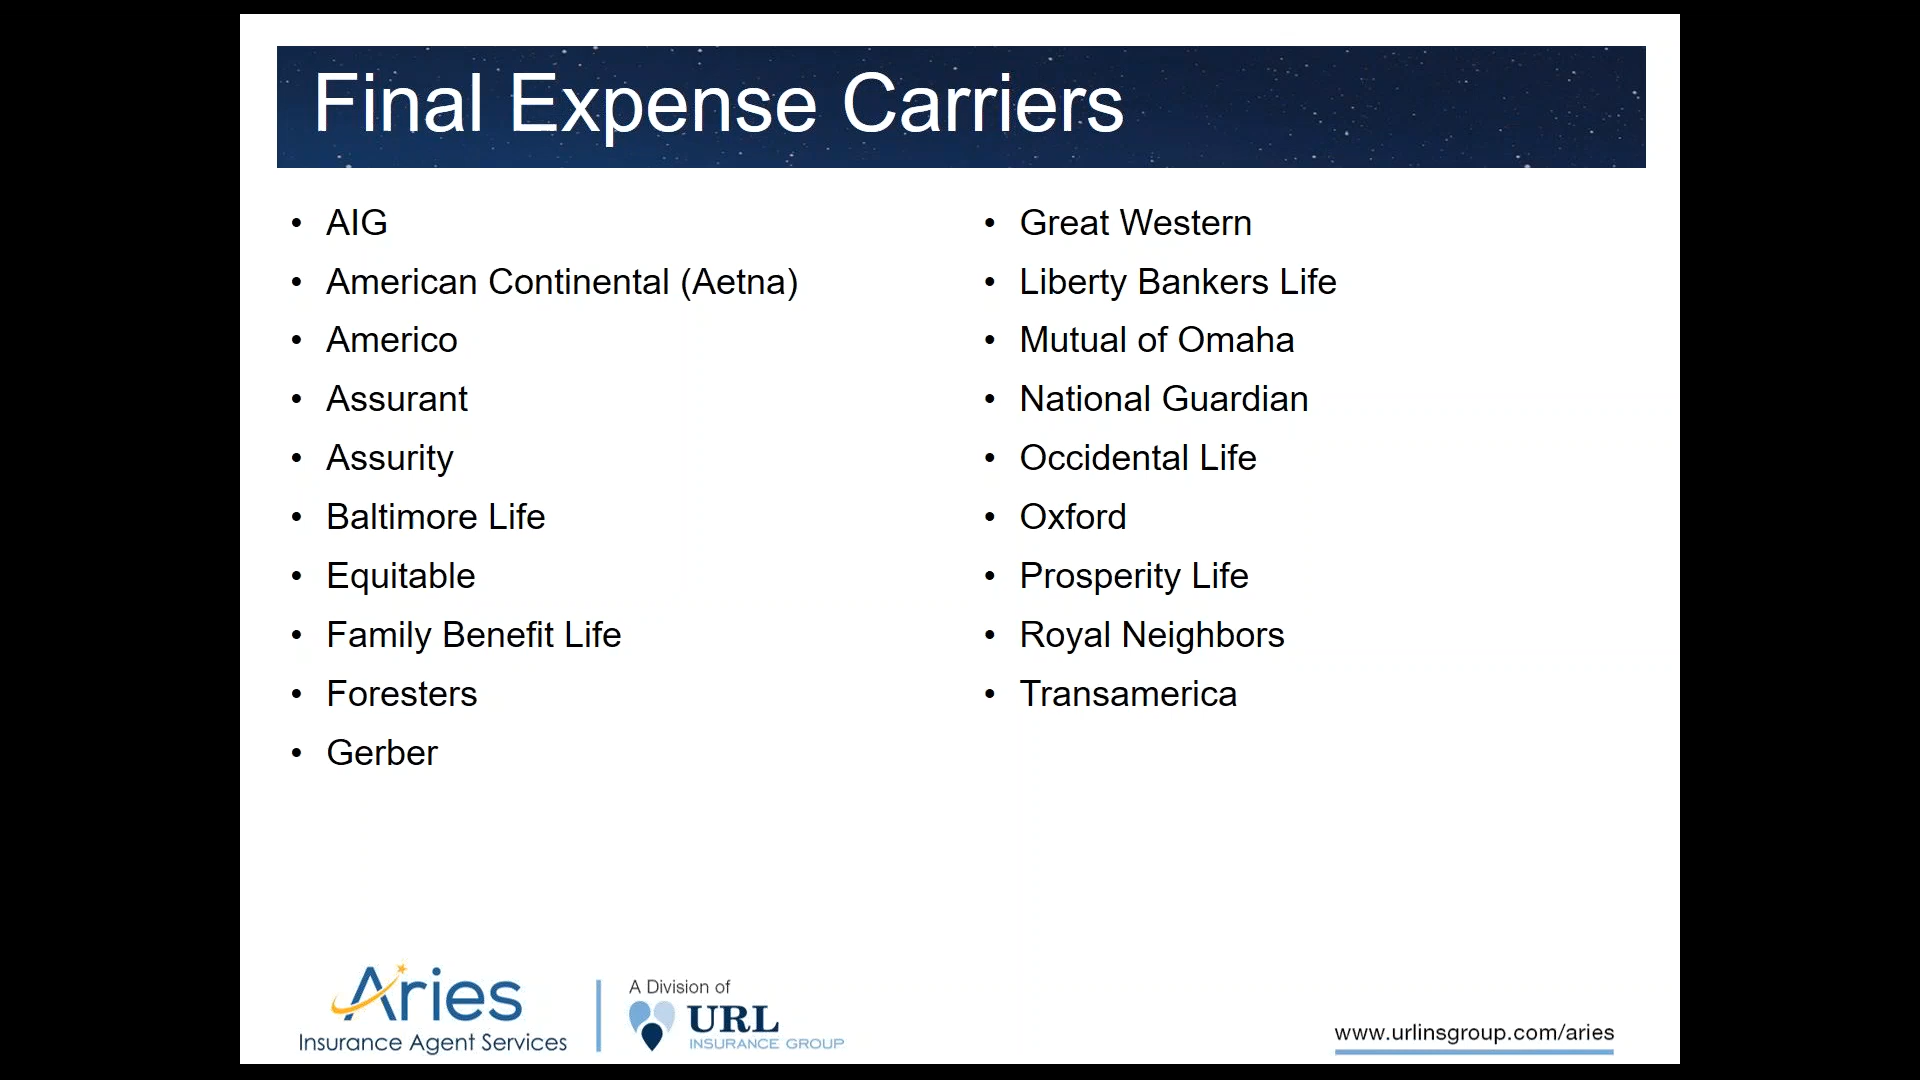 Final Expense Carriers
• AIG
• American Continental (Aetna)
• Americo
• Assurant
• Assurity
• Baltimore Life
• Equitable
• Family Benefit Life
• Foresters
• Gerber
• Great Western
• Liberty Bankers Life
• Mutual of Omaha
• National Guardian
• Occidental Life
• Oxford
• Prosperity Life
• Royal Neighbors
• Transamerica
Aries
Insurance Agent Services
A Division of
URL
INSURANCE GROUP
www.urlinsgroup.com/aries